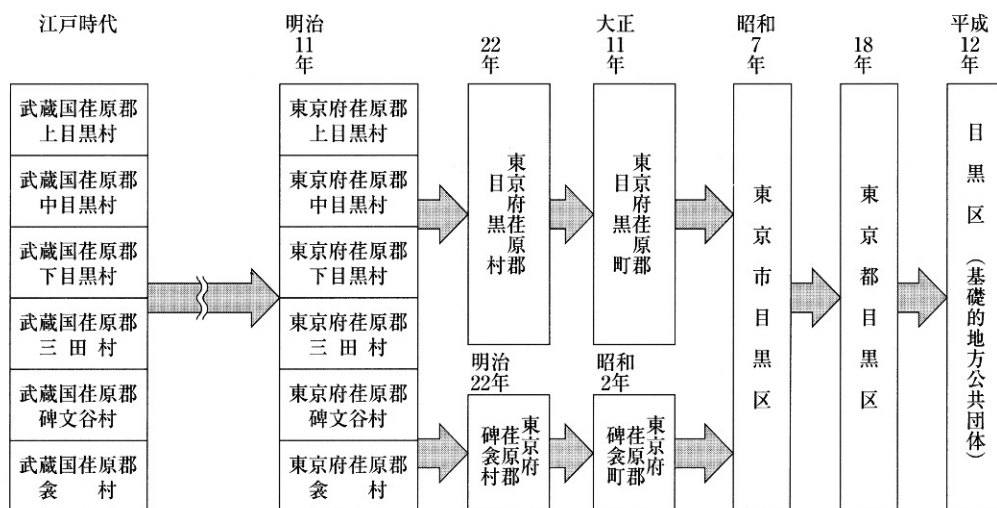 江戸時代
武蔵国荏原郡
上目黒村
武蔵国荏原郡
中目黒村
武蔵国荏原郡
下目黒村
武蔵国荏原郡
三田村
武蔵国荏原郡
碑文谷村
武蔵国荏原郡
衾 村
明治
11
年
東京府荏原郡
上目黒村
東京府荏原郡
中目黒村
東京府荏原郡
下目黒村
東京府荏原郡
三田村
東京府荏原郡
碑文谷村
東京府荏原郡
衾 村
22
年
東京府荏原郡
目黒村
明治
22年
東京府
荏原郡
碑衾村
大正
11
年
東京府荏原郡
目黒町
昭和
2年
東京府
荏原郡
碑衾町
昭和
7
年
東京市目黒区
18
年
東京都目黒区
平成
12
年
目黒区(基礎的地方公共団体)